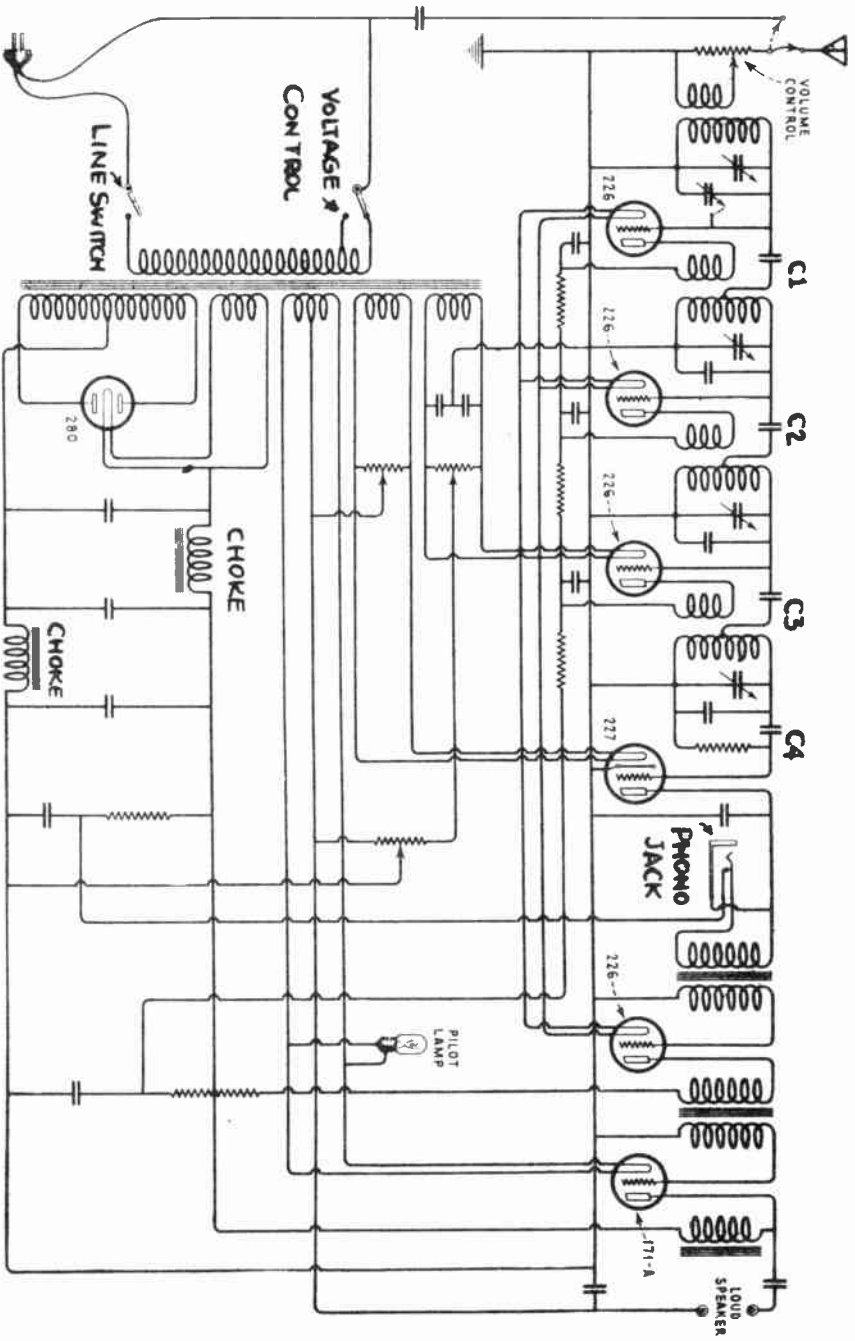 VOLUME
CONTROL
226
C1
226
C2
226
C3
227
C4
PHONO
JACK
226
171-A
LOUD
SPEAKER
PILOT
LAMP
VOLTAGE
CONTROL
LINE SWITCH
280
CHOKE
CHOKE